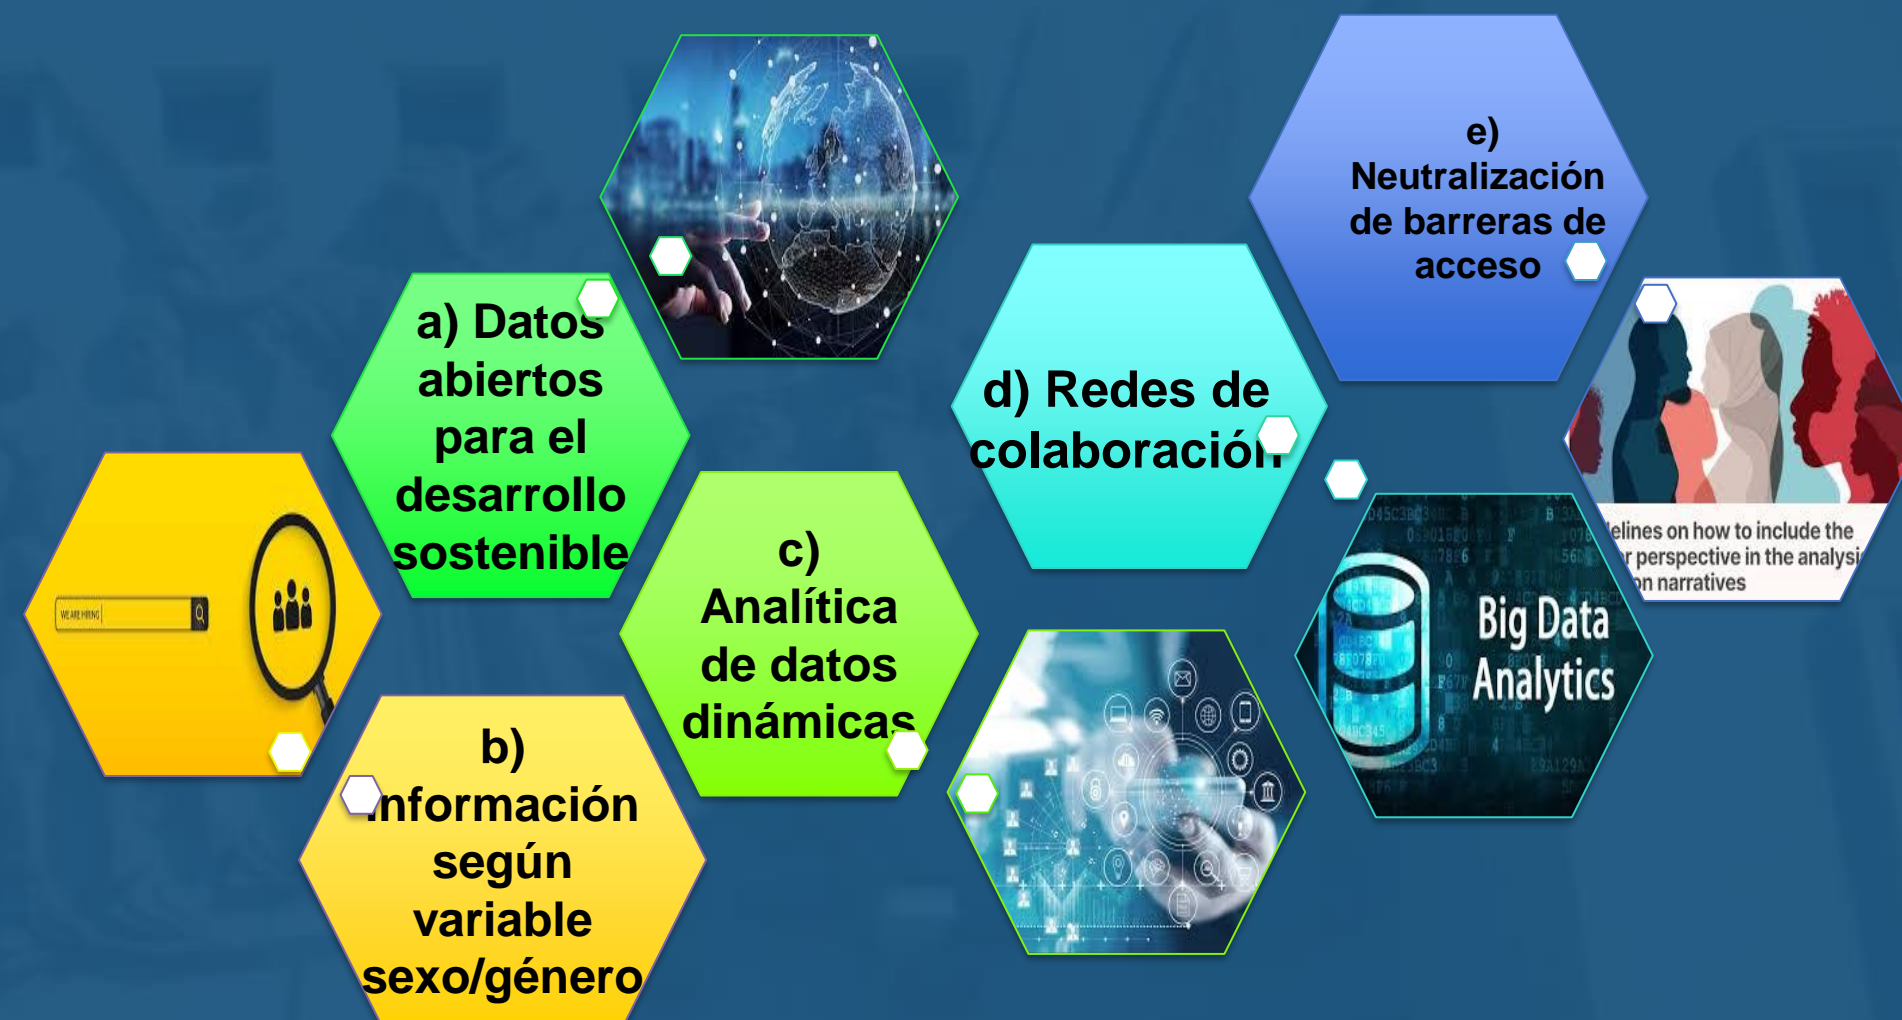 a) Datos
abiertos
para el
desarrollo
sostenible
b)
Información
según
variable
sexo/género
c)
Analítica
de datos
dinámicas
d) Redes de
colaboración
e)
Neutralización
de barreras de
acceso
WE ARE HIRING
Big Data
Analytics
elines on how to include the
r perspective in the analysi
on narratives